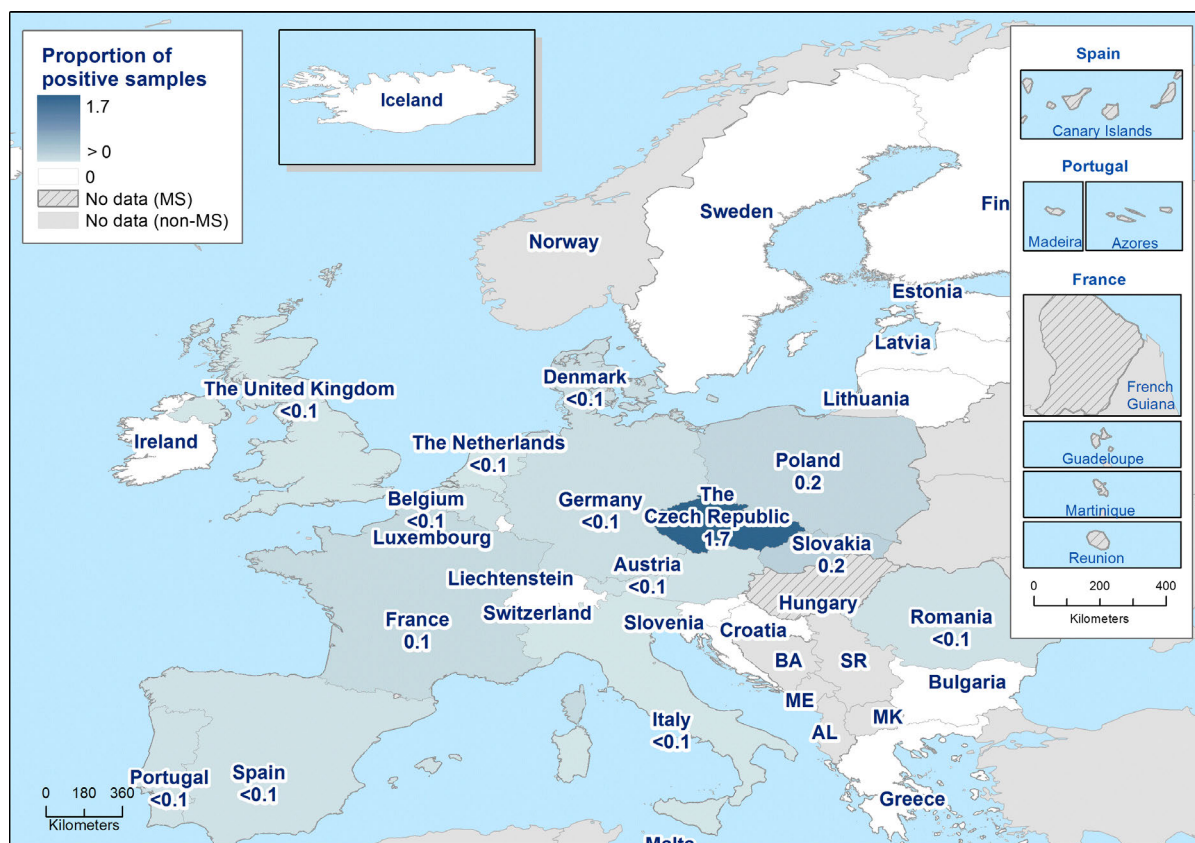 Proportion of
positive samples
1.7
> 0
0
No data (MS)
No data (non-MS)
Iceland
Norway
Sweden
Fin
Estonia
Latvia
Lithuania
The United Kingdom
<0.1
Ireland
Denmark
<0.1
The Netherlands
<0.1
Belgium
<0.1
Luxembourg
Germany
<0.1
Poland
0.2
The
Czech Republic
1.7
Slovakia
0.2
Austria
<0.1
Liechtenstein
Switzerland
France
0.1
Slovenia
Croatia
Hungary
Romania
<0.1
BA
SR
Bulgaria
ME
MK
AL
Italy
<0.1
Portugal
<0.1
Spain
<0.1
Greece
Malta
0 180 360
Kilometers
Spain
Canary Islands
Portugal
Madeira
Azores
France
French
Guiana
Guadeloupe
Martinique
Reunion
0 200 400
Kilometers